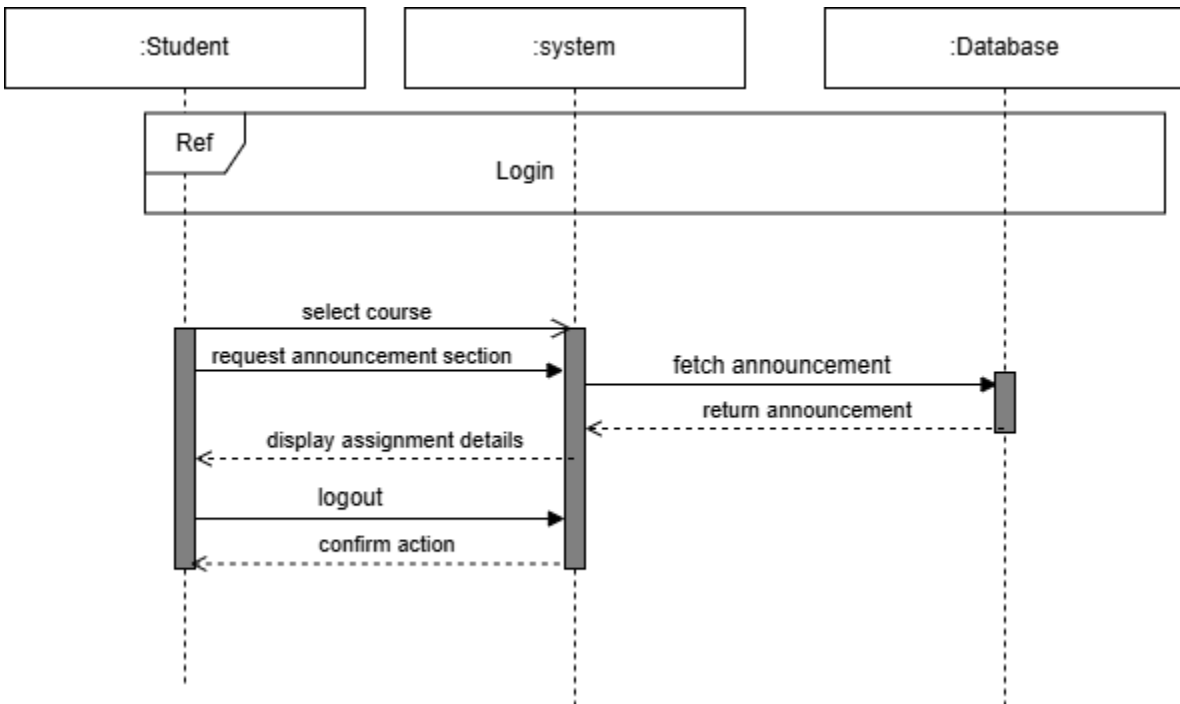 :Student
:system
:Database
Ref
Login
select course
request announcement section
fetch announcement
return announcement
display assignment details
logout
confirm action